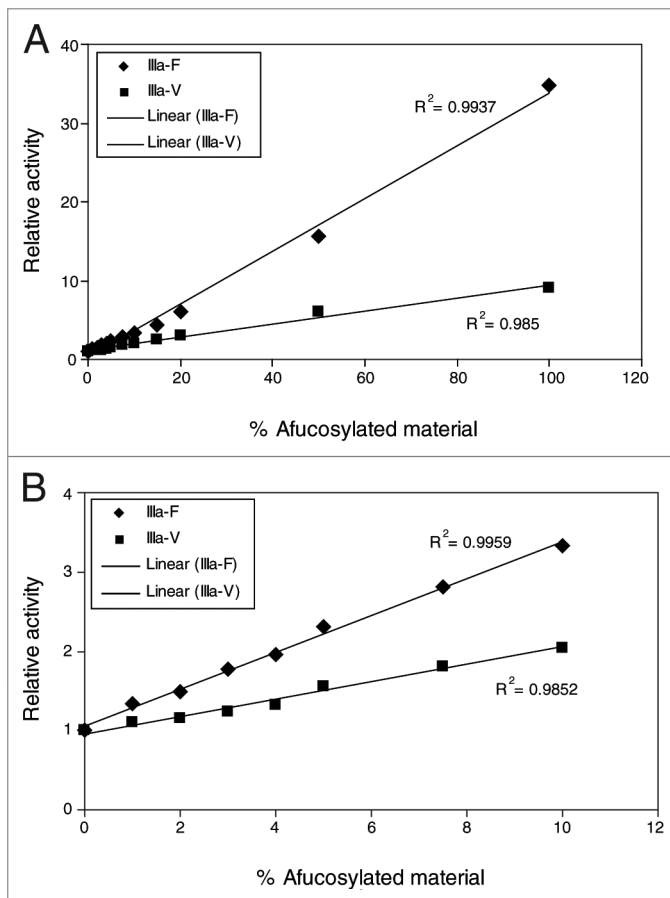 A
IIIa-F
IIIa-V
Linear (IIIa-F)
Linear (IIIa-V)
R²= 0.9937
R²= 0.985
Relative activity
40
30
20
10
0
0 20 40 60 80 100 120
% Afucosylated material
B
IIIa-F
IIIa-V
Linear (IIIa-F)
Linear (IIIa-V)
R²= 0.9959
R²= 0.9852
Relative activity
4
3
2
1
0
0 2 4 6 8 10 12
% Afucosylated material